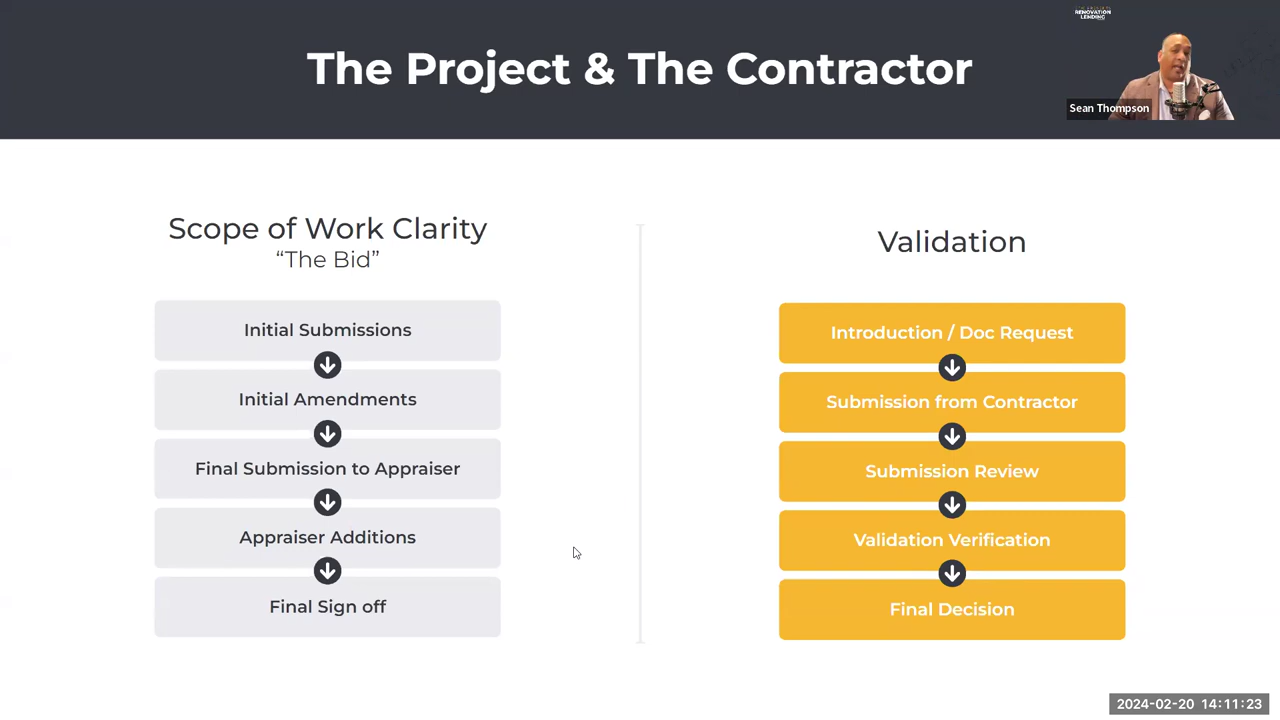 RENOVATION
LENDING
The Project & The Contractor
Sean Thompson
Scope of Work Clarity
“The Bid”
Initial Submissions
Initial Amendments
Final Submission to Appraiser
Appraiser Additions
Final Sign off
Validation
Introduction / Doc Request
Submission from Contractor
Submission Review
Validation Verification
Final Decision
2024-02-20 14:11:23